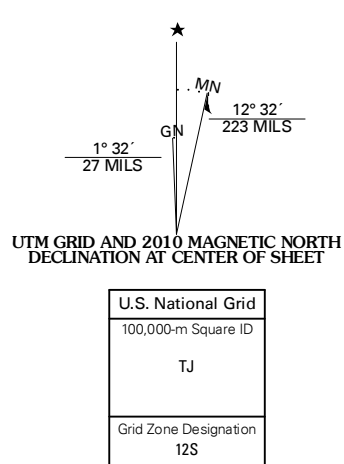 MN
GN
12° 32´
223 MILS
1° 32´
27 MILS
UTM GRID AND 2010 MAGNETIC NORTH
DECLINATION AT CENTER OF SHEET
U.S. National Grid
100,000-m Square ID
TJ
Grid Zone Designation
12S